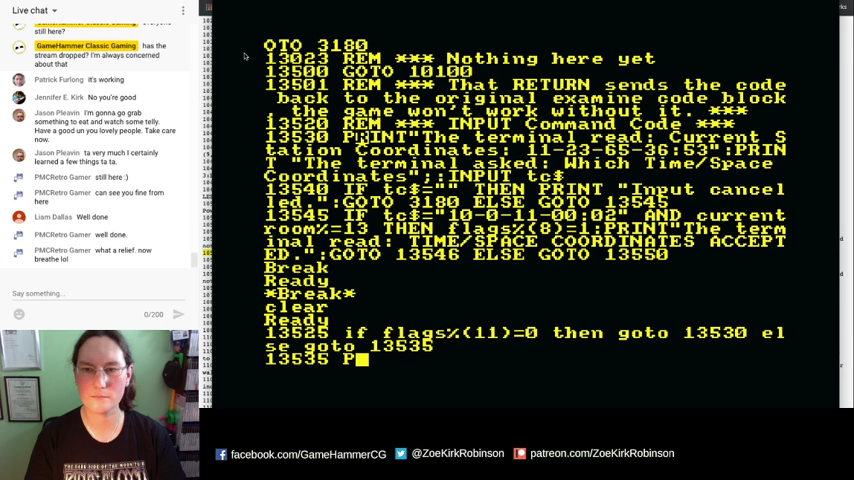 Live chat
GameHammer Classic Gaming everyone
still here?
GameHammer Classic Gaming has the
stream dropped? I'm always concerned
about that
Patrick Furlong it's working
Jennifer E. Kirk No you're good
Jason Pleavin I'm gonna go grab
something to eat and watch some telly.
Have a good un you lovely people. Take care
now.
Jason Pleavin ta very much I certainly
learned a few things ta ta.
PMCRetro Gamer still here :)
PMCRetro Gamer can see you fine from
here
Liam Dallas Well done
PMCRetro Gamer well done.
PMCRetro Gamer what a relief. now
breathe lol
Say something...
0/200
OTO 3180
13023 REM *** Nothing here yet
13500 GOTO 10100
13501 REM *** That RETURN sends the code
back to the original examine code block
, the game won't work without it. ***
13520 REM *** INPUT Command Code ***
13530 PRINT"The terminal read: Current S
tation Coordinates: 11-23-65-36:53":PRIN
T "The terminal asked: Which Time/Space
Coordinates";:INPUT tc$
13540 IF tc$="" THEN PRINT "Input cancel
led.":GOTO 3180 ELSE GOTO 13545
13545 IF tc$="10-0-11-00:02" AND current
room%=13 THEN flags%(8)=1:PRINT"The term
inal read: TIME/SPACE COORDINATES ACCEPT
ED.":GOTO 13546 ELSE GOTO 13550
Break
Ready
*Break*
clear
Ready
13525 if flags%(11)=0 then goto 13530 el
se goto 13535
13535 P
facebook.com/GameHammerCG
@ZoeKirkRobinson
patreon.com/ZoeKirkRobinson